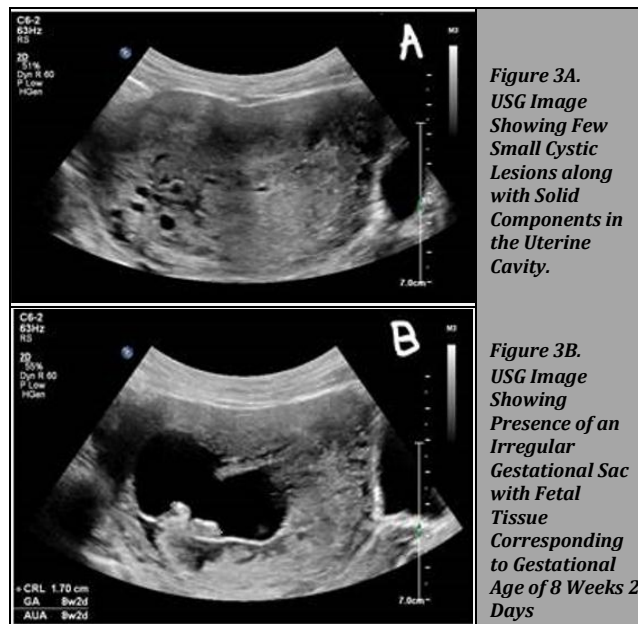 C6-2
63Hz
RS
2D
51%
Dyn R 60
P Low
HGen
A
M3
7.0cm
Figure 3A.
USG Image
Showing Few
Small Cystic
Lesions along
with Solid
Components in
the Uterine
Cavity.
C6-2
63Hz
RS
2D
55%
Dyn R 60
P Low
HGen
B
M3
CRL 1.70 cm
GA 8w2d
AUA 8w2d
7.0cm
Figure 3B.
USG Image
Showing
Presence of an
Irregular
Gestational Sac
with Fetal
Tissue
Corresponding
to Gestational
Age of 8 Weeks 2
Days